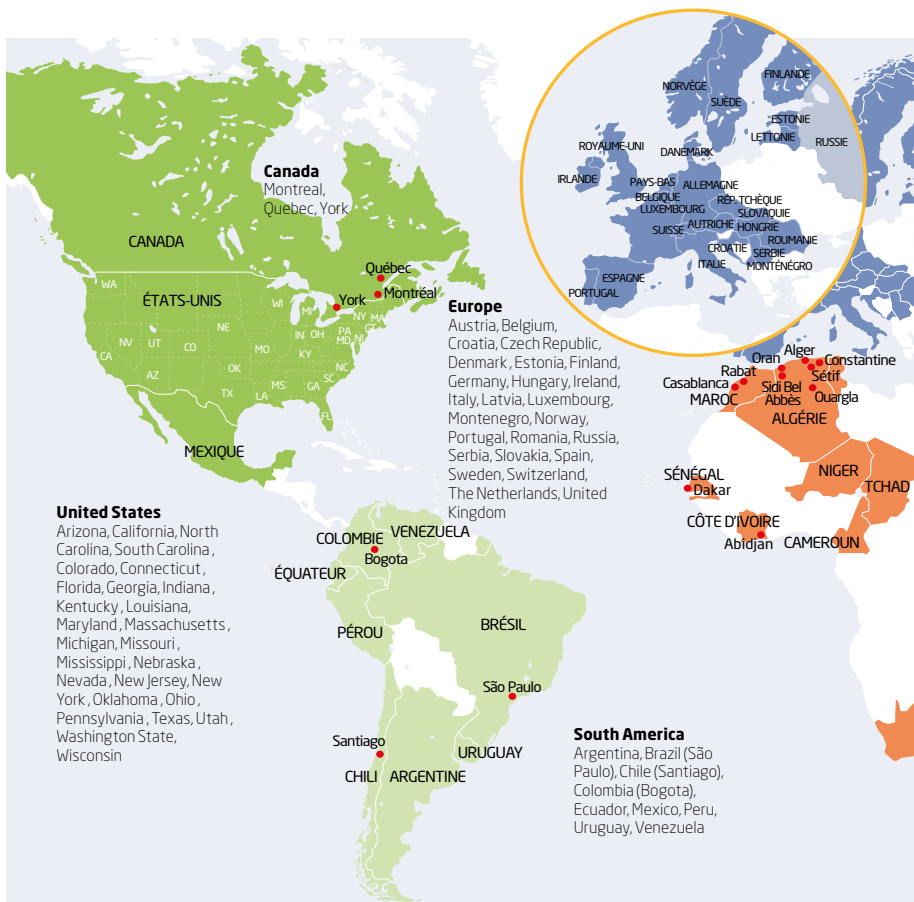 Canada
Montreal,
Quebec, York
CANADA
Québec
Montréal
York
ÉTATS-UNIS
WA
WI
MI
NY
MA
CT
PA
NJ
MD
OH
IN
NE
NV
UT
CO
MO
KY
CA
AZ
OK
NC
SC
TX
MS
GA
LA
FL
MEXIQUE
NORVÈGE
FINLANDE
SUÈDE
ESTONIE
LETTONIE
RUSSIE
ROYAUME-UNI
DANEMARK
IRLANDE
PAYS-BAS
ALLEMAGNE
BELGIQUE
RÉP. TCHÈQUE
LUXEMBOURG
SLOVAQUIE
AUTRICHE
SUISSE
HONGRIE
ROUMANIE
CROATIE
SERBIE
ITALIE
MONTÉNÉGRO
ESPAGNE
PORTUGAL
Europe
Austria, Belgium,
Croatia, Czech Republic,
Denmark , Estonia, Finland,
Germany, Hungary, Ireland,
Italy, Latvia, Luxembourg,
Montenegro, Norway,
Portugal, Romania, Russia,
Serbia, Slovakia, Spain,
Sweden, Switzerland,
The Netherlands, United
Kingdom
Alger
Oran
Constantine
Rabat
Sétif
Casablanca
Sidi Bel
Abbès
Ouargla
MAROC
ALGÉRIE
SÉNÉGAL
Dakar
NIGER
TCHAD
CÔTE D'IVOIRE
Abidjan
CAMEROUN
United States
Arizona, California, North
Carolina, South Carolina ,
Colorado, Connecticut ,
Florida, Georgia, Indiana ,
Kentucky , Louisiana,
Maryland , Massachusetts ,
Michigan, Missouri ,
Mississippi , Nebraska ,
Nevada , New Jersey, New
York , Oklahoma , Ohio ,
Pennsylvania , Texas, Utah ,
Washington State,
Wisconsin
COLOMBIE
VENEZUELA
Bogota
ÉQUATEUR
PÉROU
BRÉSIL
São Paulo
Santiago
URUGUAY
CHILI
ARGENTINE
South America
Argentina, Brazil (São
Paulo), Chile (Santiago),
Colombia (Bogota),
Ecuador, Mexico, Peru,
Uruguay, Venezuela